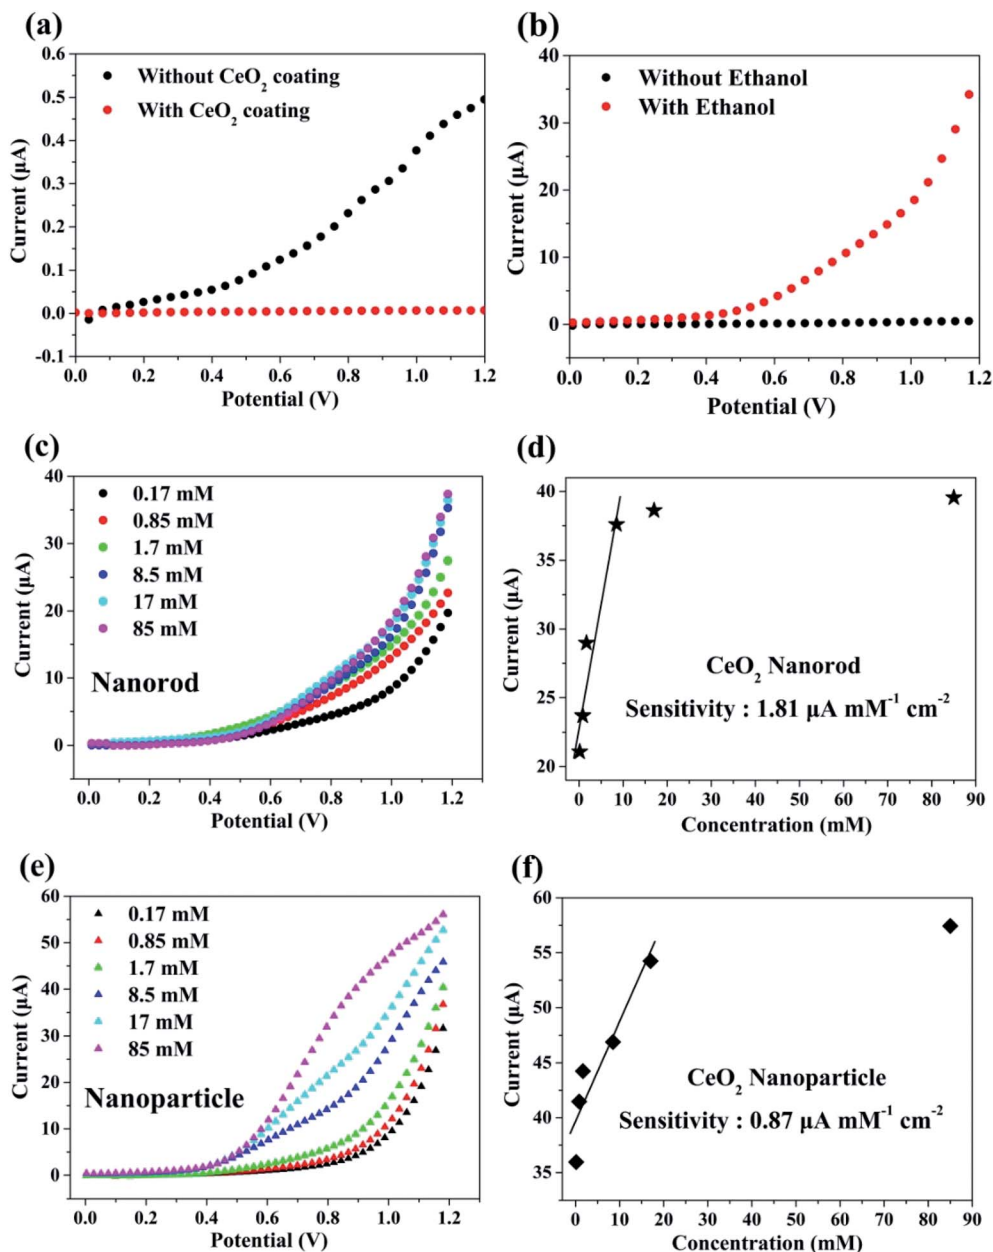 (a)
0.6
0.5
0.4
0.3
0.2
0.1
0.0
-0.1
Current (µA)
Without CeO₂ coating
With CeO₂ coating
0.0 0.2 0.4 0.6 0.8 1.0 1.2
Potential (V)
(b)
40
30
20
10
0
Current (µA)
Without Ethanol
With Ethanol
0.0 0.2 0.4 0.6 0.8 1.0 1.2
Potential (V)
(c)
40
30
20
10
0
Current (µA)
0.17 mM
0.85 mM
1.7 mM
8.5 mM
17 mM
85 mM
Nanorod
0.0 0.2 0.4 0.6 0.8 1.0 1.2
Potential (V)
(d)
40
35
30
25
20
Current (µA)
CeO₂ Nanorod
Sensitivity : 1.81 µA mM⁻¹ cm⁻²
0 10 20 30 40 50 60 70 80 90
Concentration (mM)
(e)
60
50
40
30
20
10
0
Current (µA)
0.17 mM
0.85 mM
1.7 mM
8.5 mM
17 mM
85 mM
Nanoparticle
0.0 0.2 0.4 0.6 0.8 1.0 1.2
Potential (V)
(f)
60
55
50
45
40
35
Current (µA)
CeO₂ Nanoparticle
Sensitivity : 0.87 µA mM⁻¹ cm⁻²
0 10 20 30 40 50 60 70 80 90
Concentration (mM)